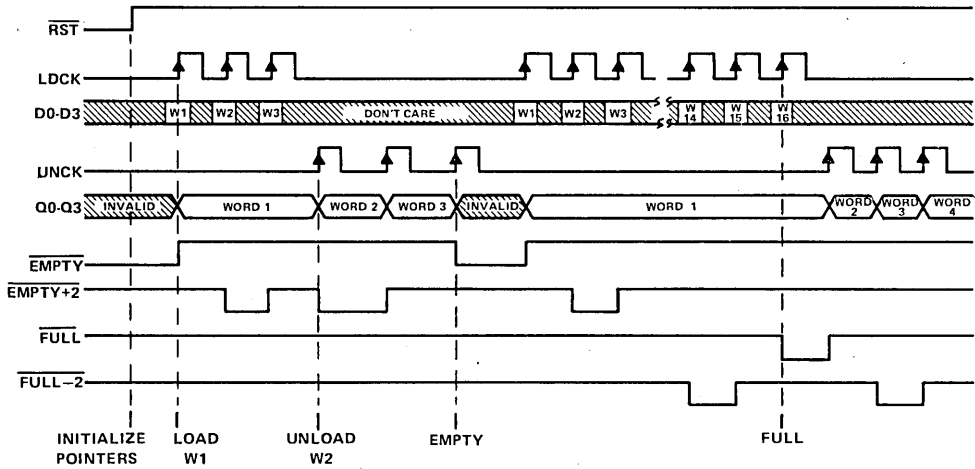 RST
LDCK
D0-D3 W1 W2 W3 DON'T CARE W1 W2 W3 W 14 W 15 W 16
UNCK
Q0-Q3 INVALID WORD 1 WORD 2 WORD 3 INVALID WORD 1 WORD 2 WORD 3 WORD 4
EMPTY
EMPTY+2
FULL
FULL−2
INITIALIZE POINTERS
LOAD W1
UNLOAD W2
EMPTY
FULL